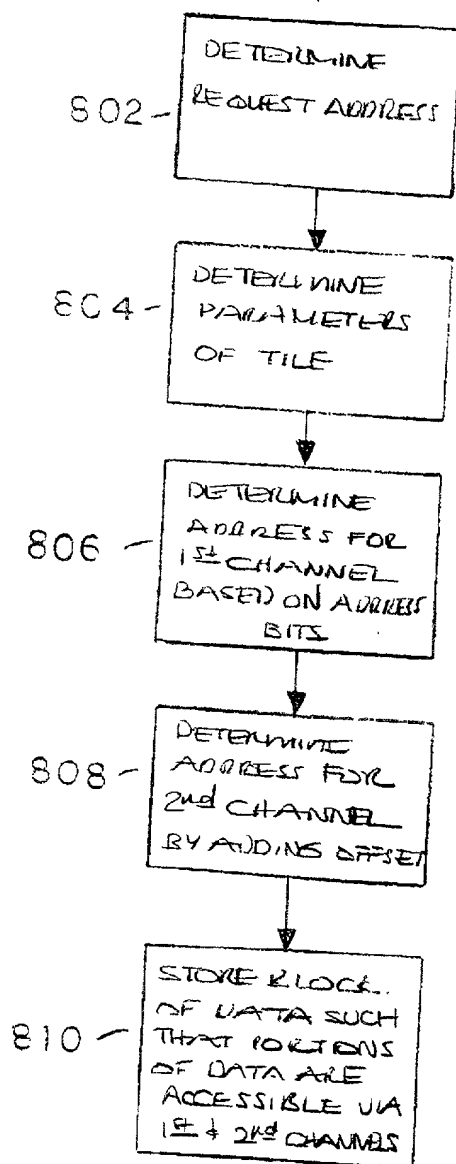 DETERMINE
802
REQUEST ADDRESS
DETERMINE
804
PARAMETERS
OF TILE
DETERMINE
806
ADDRESS FOR
1st CHANNEL
BASED ON ADDRESS
BITS
DETERMINE
808
ADDRESS FOR
2nd CHANNEL
BY ADDING OFFSET
STORE BLOCK
OF DATA SUCH
810
THAT PORTIONS
OF DATA ARE
ACCESSIBLE VIA
1st & 2nd CHANNELS